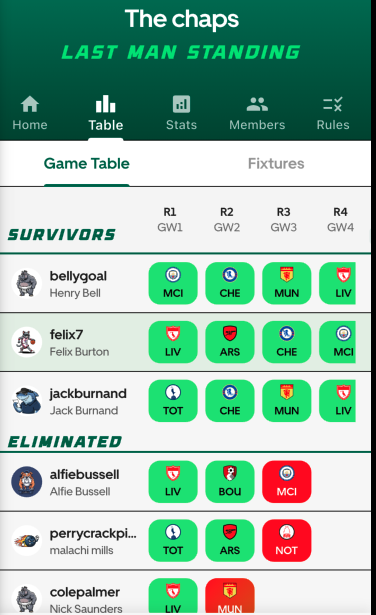 The chaps
LAST MAN STANDING
Home Table Stats Members Rules
Game Table Fixtures
R1 R2 R3 R4
GW1 GW2 GW3 GW4
SURVIVORS
bellygoal
Henry Bell
MCI CHE MUN LIV
felix7
Felix Burton
LIV ARS CHE MCI
jackburnand
Jack Burnand
TOT CHE MUN LIV
ELIMINATED
alfiebussell
Alfie Bussell
LIV BOU MCI
perrycrackpi...
malachi mills
TOT ARS NOT
colepalmer
Nick Saunders
LIV MUN